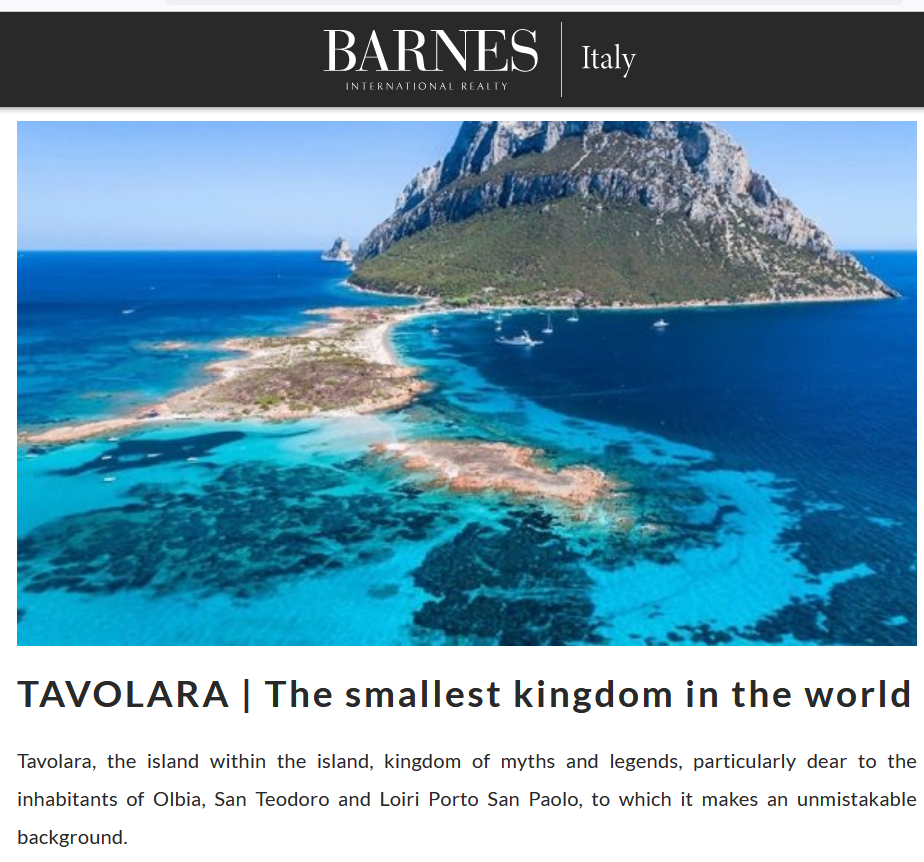 BARNES
INTERNATIONAL REALTY
Italy
TAVOLARA | The smallest kingdom in the world
Tavolara, the island within the island, kingdom of myths and legends, particularly dear to the
inhabitants of Olbia, San Teodoro and Loiri Porto San Paolo, to which it makes an unmistakable
background.